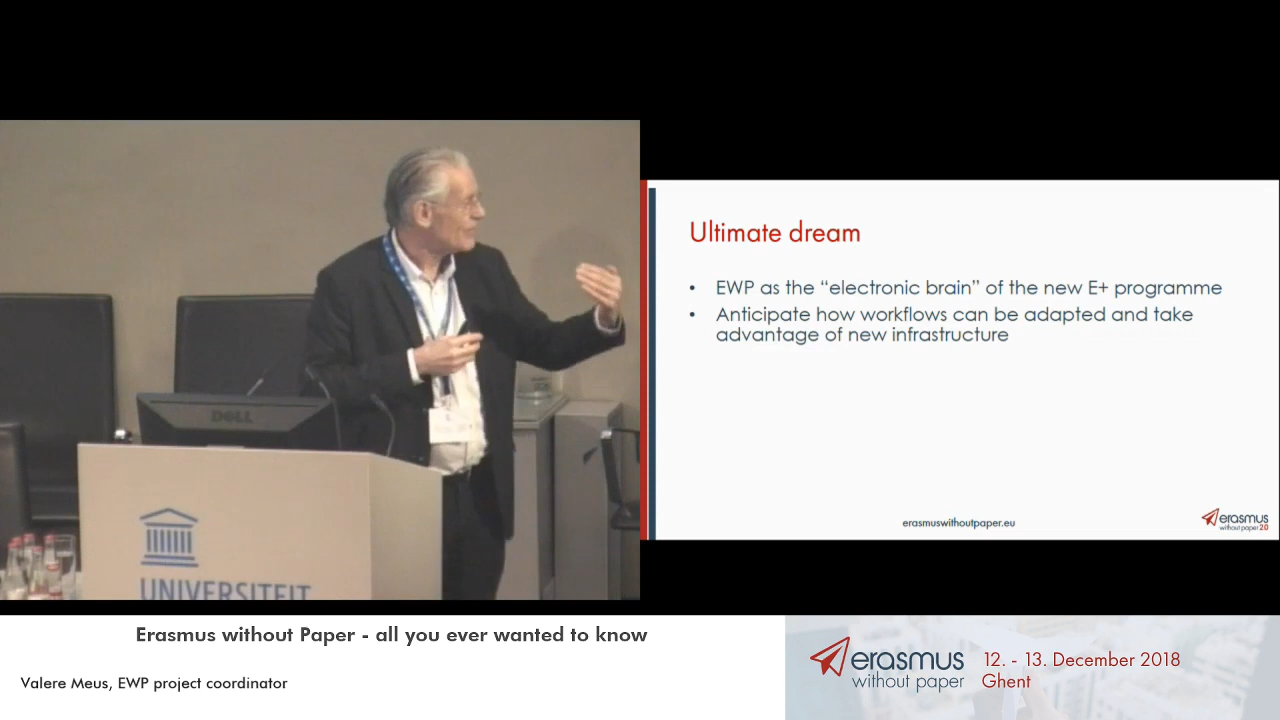 DELL
UNIVERSITEIT
Ultimate dream
• EWP as the “electronic brain” of the new E+ programme
• Anticipate how workflows can be adapted and take
advantage of new infrastructure
erasmuswithoutpaper.eu
erasmus
without paper 2.0
Erasmus without Paper - all you ever wanted to know
Valere Meus, EWP project coordinator
erasmus
without paper
12. - 13. December 2018
Ghent